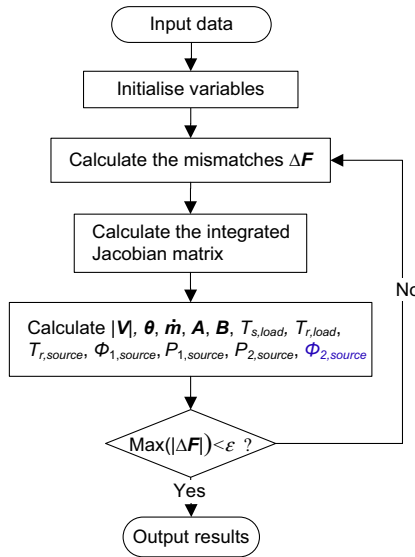 Input data
Initialise variables
Calculate the mismatches ΔF
Calculate the integrated
Jacobian matrix
No
Calculate |V|, θ, ṁ, A, B, Ts,load, Tr,load,
Tr,source, Φ1,source, P1,source, P2,source, Φ2,source
Max(|ΔF|)<ε ?
Yes
Output results